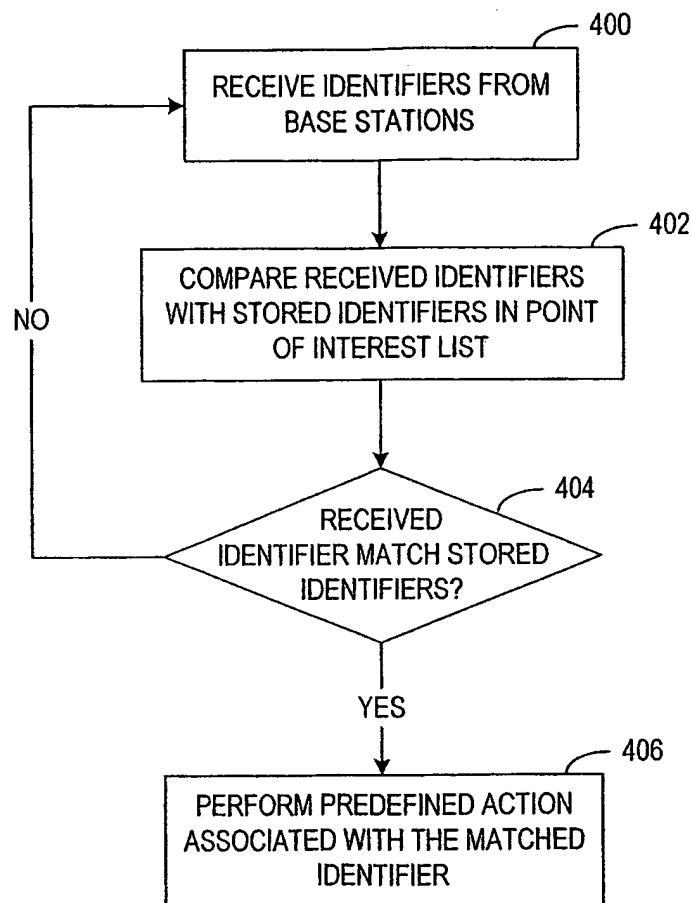 400
RECEIVE IDENTIFIERS FROM
BASE STATIONS
402
COMPARE RECEIVED IDENTIFIERS
WITH STORED IDENTIFIERS IN POINT
OF INTEREST LIST
NO
404
RECEIVED
IDENTIFIER MATCH STORED
IDENTIFIERS?
YES
406
PERFORM PREDEFINED ACTION
ASSOCIATED WITH THE MATCHED
IDENTIFIER